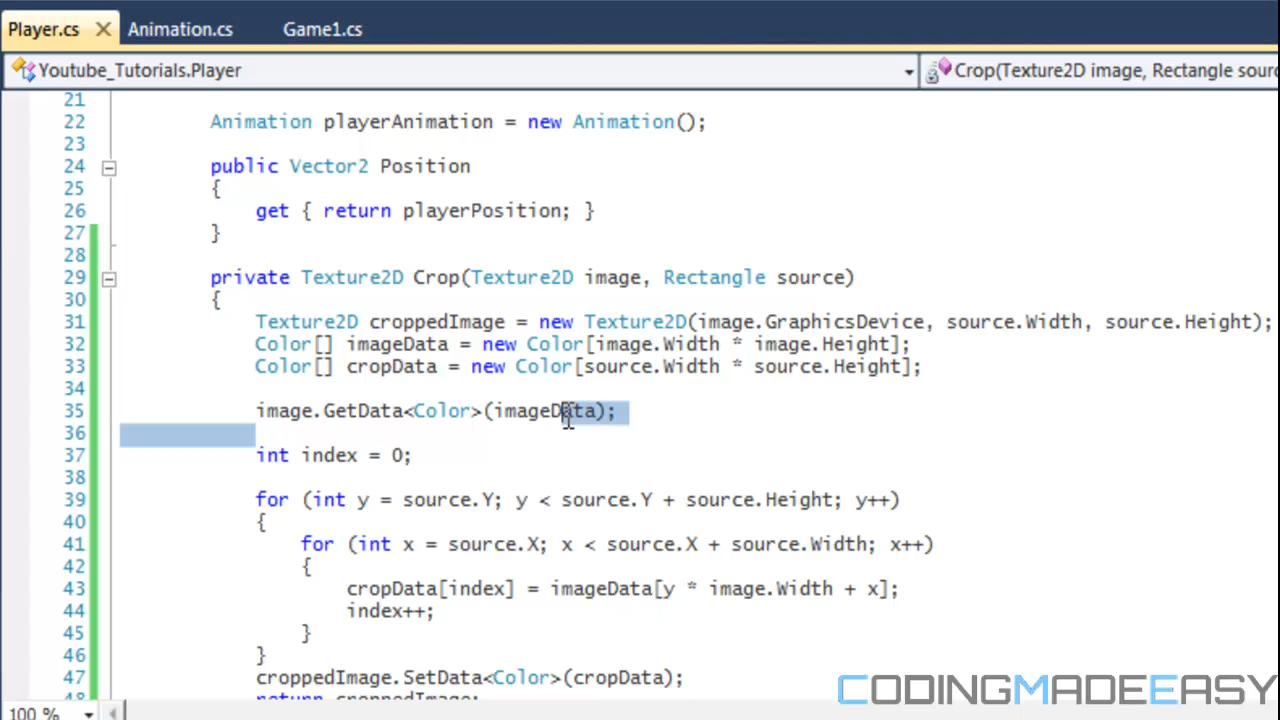 Player.cs Animation.cs Game1.cs
Youtube_Tutorials.Player Crop(Texture2D image, Rectangle sour
21
22 Animation playerAnimation = new Animation();
23
24 public Vector2 Position
25 {
26 get { return playerPosition; }
27 }
28
29 private Texture2D Crop(Texture2D image, Rectangle source)
30 {
31 Texture2D croppedImage = new Texture2D(image.GraphicsDevice, source.Width, source.Height);
32 Color[] imageData = new Color[image.Width * image.Height];
33 Color[] cropData = new Color[source.Width * source.Height];
34
35 image.GetData<Color>(imageData);
36
37 int index = 0;
38
39 for (int y = source.Y; y < source.Y + source.Height; y++)
40 {
41 for (int x = source.X; x < source.X + source.Width; x++)
42 {
43 cropData[index] = imageData[y * image.Width + x];
44 index++;
45 }
46 }
47 croppedImage.SetData<Color>(cropData);
48 return croppedImage;
100 %
CODINGMADEEASY